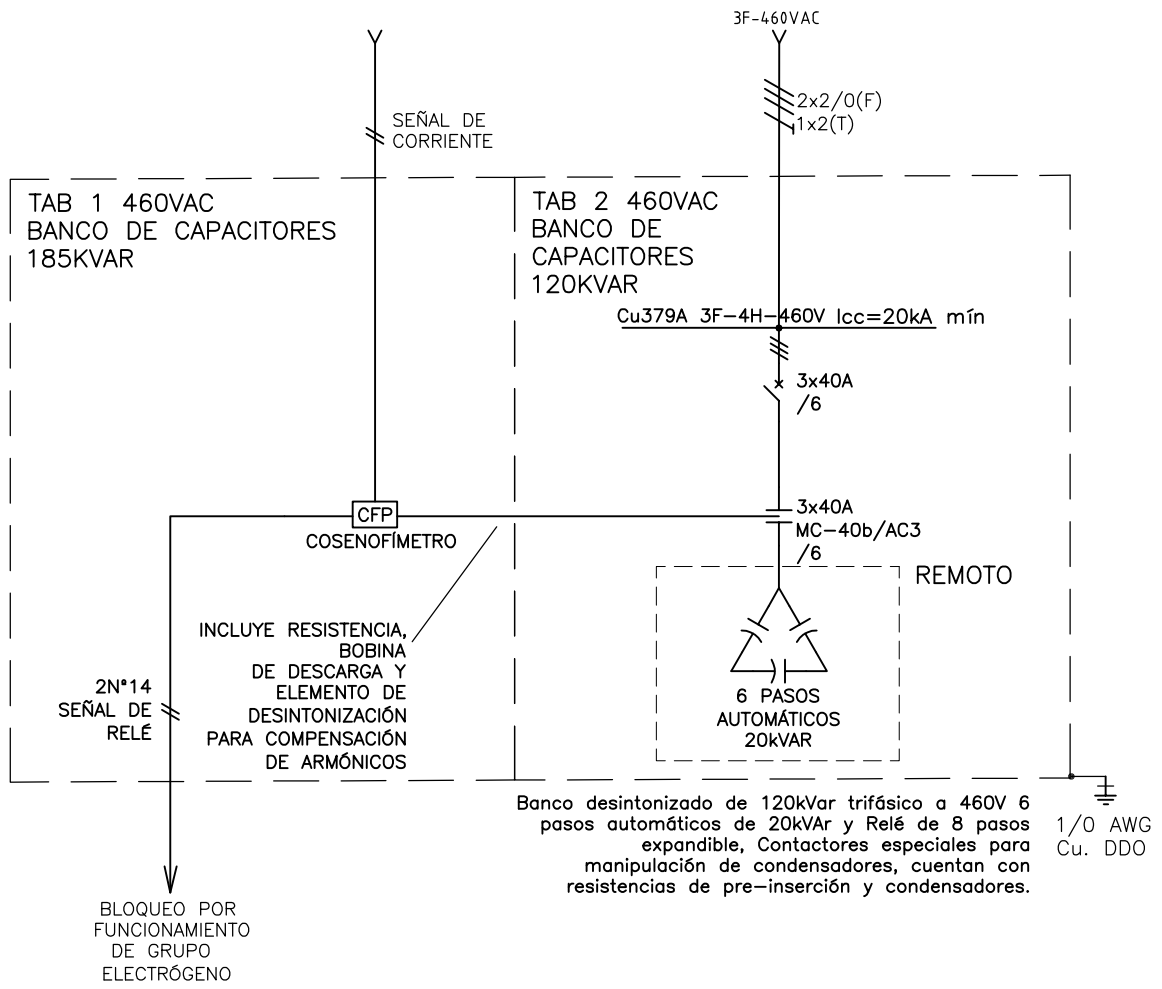 3F-460VAC
2x2/0(F)
1x2(T)
SEÑAL DE
CORRIENTE
TAB 1 460VAC
BANCO DE CAPACITORES
185KVAR
TAB 2 460VAC
BANCO DE
CAPACITORES
120KVAR
Cu379A 3F-4H-460V Icc=20kA mín
3x40A
/6
CFP
COSENOFÍMETRO
3x40A
MC-40b/AC3
/6
REMOTO
INCLUYE RESISTENCIA,
BOBINA
DE DESCARGA Y
ELEMENTO DE
DESINTONIZACIÓN
PARA COMPENSACIÓN
DE ARMÓNICOS
2N°14
SEÑAL DE
RELÉ
6 PASOS
AUTOMÁTICOS
20kVAR
Banco desintonizado de 120kVar trifásico a 460V 6
pasos automáticos de 20kVAr y Relé de 8 pasos
expandible, Contactores especiales para
manipulación de condensadores, cuentan con
resistencias de pre-inserción y condensadores.
1/0 AWG
Cu. DDO
BLOQUEO POR
FUNCIONAMIENTO
DE GRUPO
ELECTRÓGENO